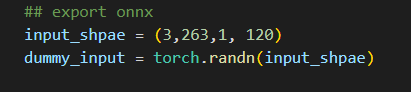 ## export onnx
input_shpae = (3,263,1, 120)
dummy_input = torch.randn(input_shpae)